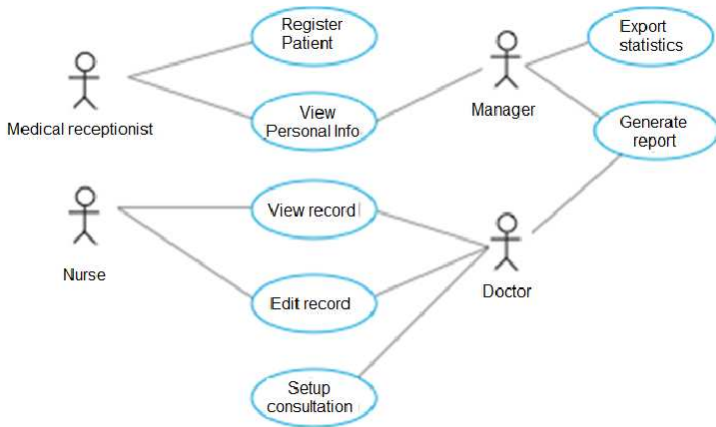 Register
Patient
Export
statistics
Medical receptionist
View
Personal Info
Manager
Generate
report
View record
Nurse
Edit record
Doctor
Setup
consultation